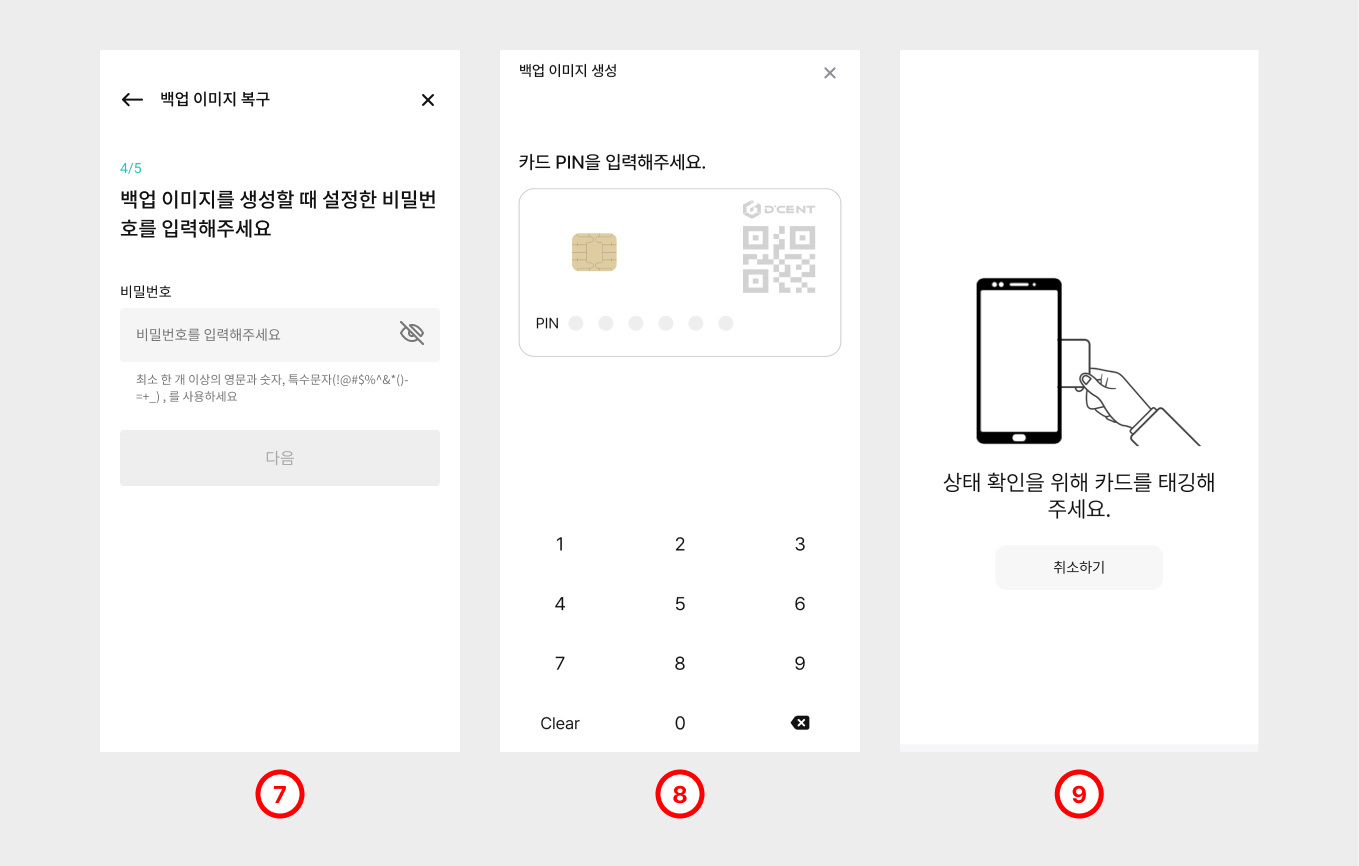 백업 이미지 복구
4/5
백업 이미지를 생성할 때 설정한 비밀번
호를 입력해주세요
비밀번호
비밀번호를 입력해주세요
최소 한 개 이상의 영문과 숫자, 특수문자(!@#$%^&*()-
=+_) , 를 사용하세요
다음
7
백업 이미지 생성
카드 PIN을 입력해주세요.
D'CENT
PIN
1 2 3
4 5 6
7 8 9
Clear 0
8
상태 확인을 위해 카드를 태깅해
주세요.
취소하기
9